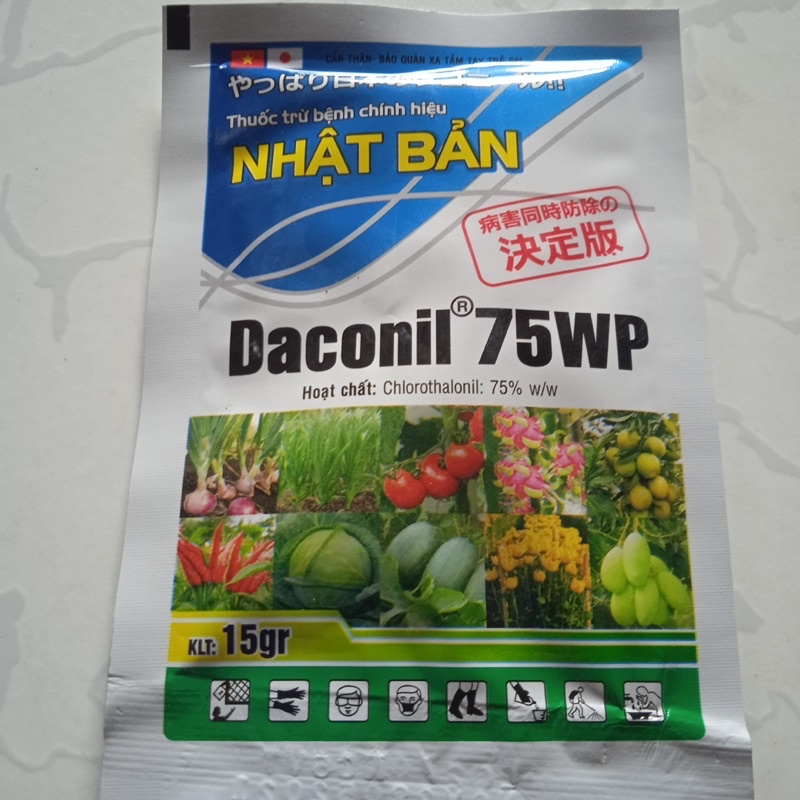 CẨN THẬN- BẢO QUẢN XA TẦM TAY TRẺ EM
やっぱり日本の
Thuốc trừ bệnh chính hiệu
NHẬT BẢN
病害同時防除の
決定版
Daconil® 75WP
Hoạt chất: Chlorothalonil: 75% w/w
KLT: 15gr